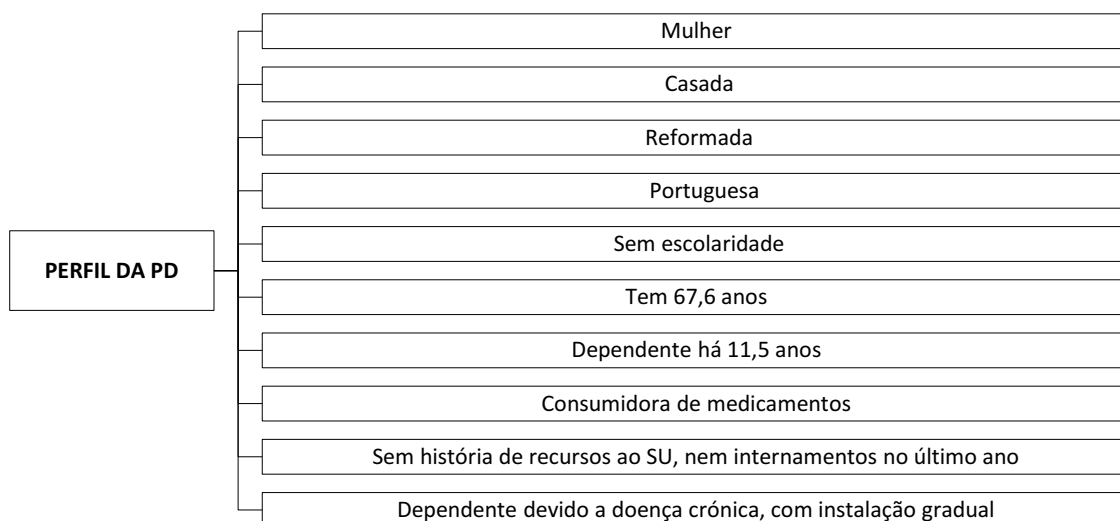 Mulher
Casada
Reformada
Portuguesa
Sem escolaridade
PERFIL DA PD
Tem 67,6 anos
Dependente há 11,5 anos
Consumidora de medicamentos
Sem história de recursos ao SU, nem internamentos no último ano
Dependente devido a doença crónica, com instalação gradual